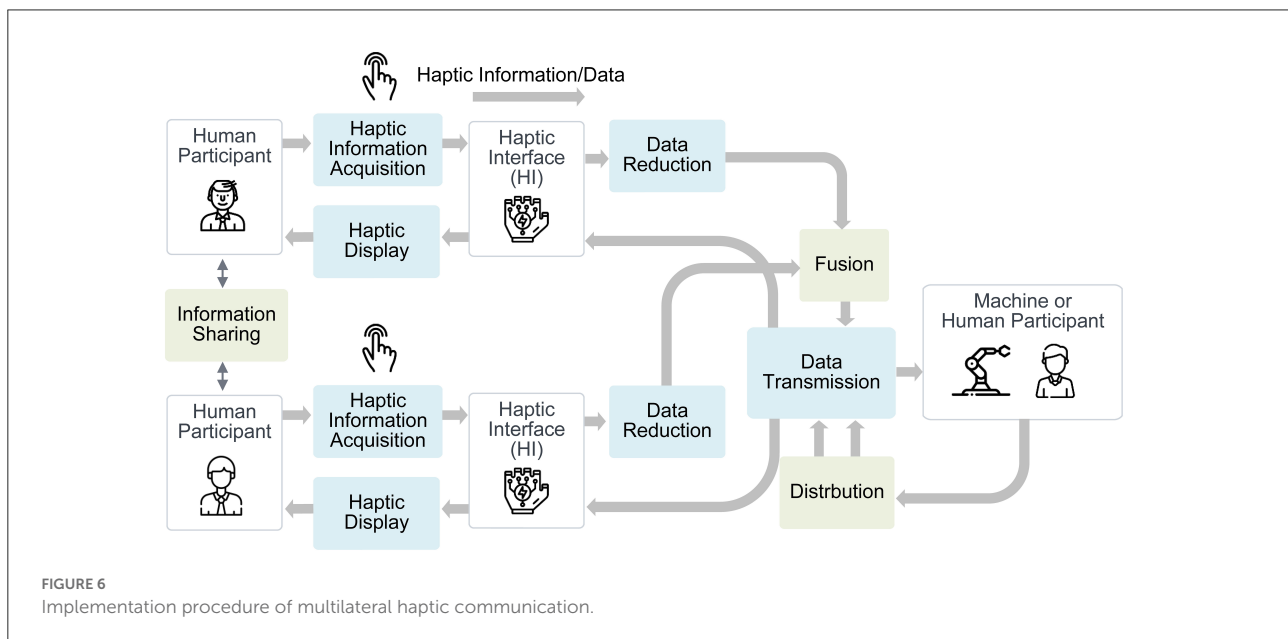 Haptic Information/Data
Human
Participant
Haptic
Information
Acquisition
Haptic
Interface
(HI)
Data
Reduction
Haptic
Display
Fusion
Information
Sharing
Machine or
Human Participant
Data
Transmission
Human
Participant
Haptic
Information
Acquisition
Haptic
Interface
(HI)
Data
Reduction
Haptic
Display
Distrbution
FIGURE 6
Implementation procedure of multilateral haptic communication.